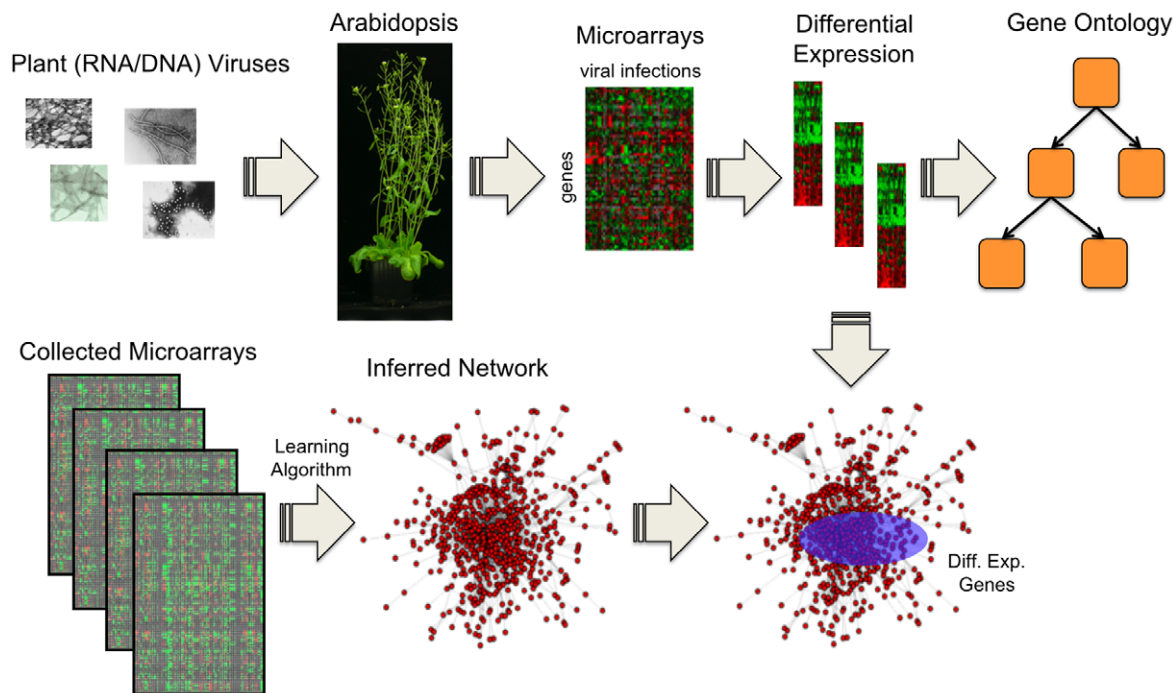 Plant (RNA/DNA) Viruses
Arabidopsis
Microarrays
viral infections
genes
Differential
Expression
Gene Ontology
Collected Microarrays
Learning
Algorithm
Inferred Network
Diff. Exp.
Genes